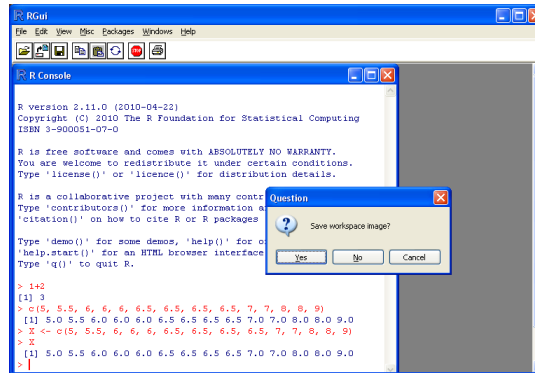 RGui
File Edit View Misc Packages Windows Help
STOP
R Console
R version 2.11.0 (2010-04-22)
Copyright (C) 2010 The R Foundation for Statistical Computing
ISBN 3-900051-07-0
R is free software and comes with ABSOLUTELY NO WARRANTY.
You are welcome to redistribute it under certain conditions.
Type 'license()' or 'licence()' for distribution details.
R is a collaborative project with many contr
Type 'contributors()' for more information a
'citation()' on how to cite R or R packages
Type 'demo()' for some demos, 'help()' for o
'help.start()' for an HTML browser interface
Type 'q()' to quit R.
Question
Save workspace image?
Yes No Cancel
> 1+2
[1] 3
> c(5, 5.5, 6, 6, 6, 6.5, 6.5, 6.5, 6.5, 7, 7, 8, 8, 9)
[1] 5.0 5.5 6.0 6.0 6.0 6.5 6.5 6.5 6.5 7.0 7.0 8.0 8.0 9.0
> X <- c(5, 5.5, 6, 6, 6, 6.5, 6.5, 6.5, 6.5, 7, 7, 8, 8, 9)
> X
[1] 5.0 5.5 6.0 6.0 6.0 6.5 6.5 6.5 6.5 7.0 7.0 8.0 8.0 9.0
>